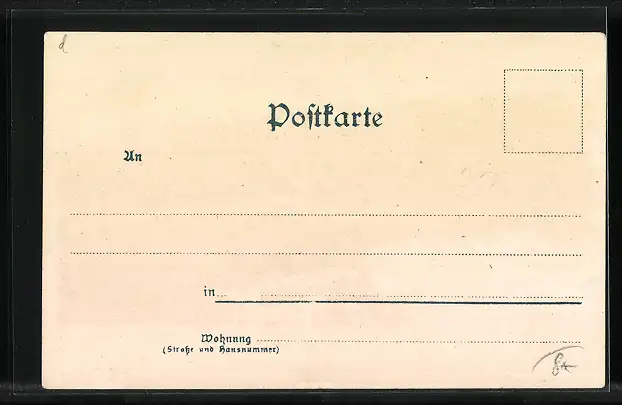 d
Postkarte
An
in
Wohnung
(Straße und Hausnummer)